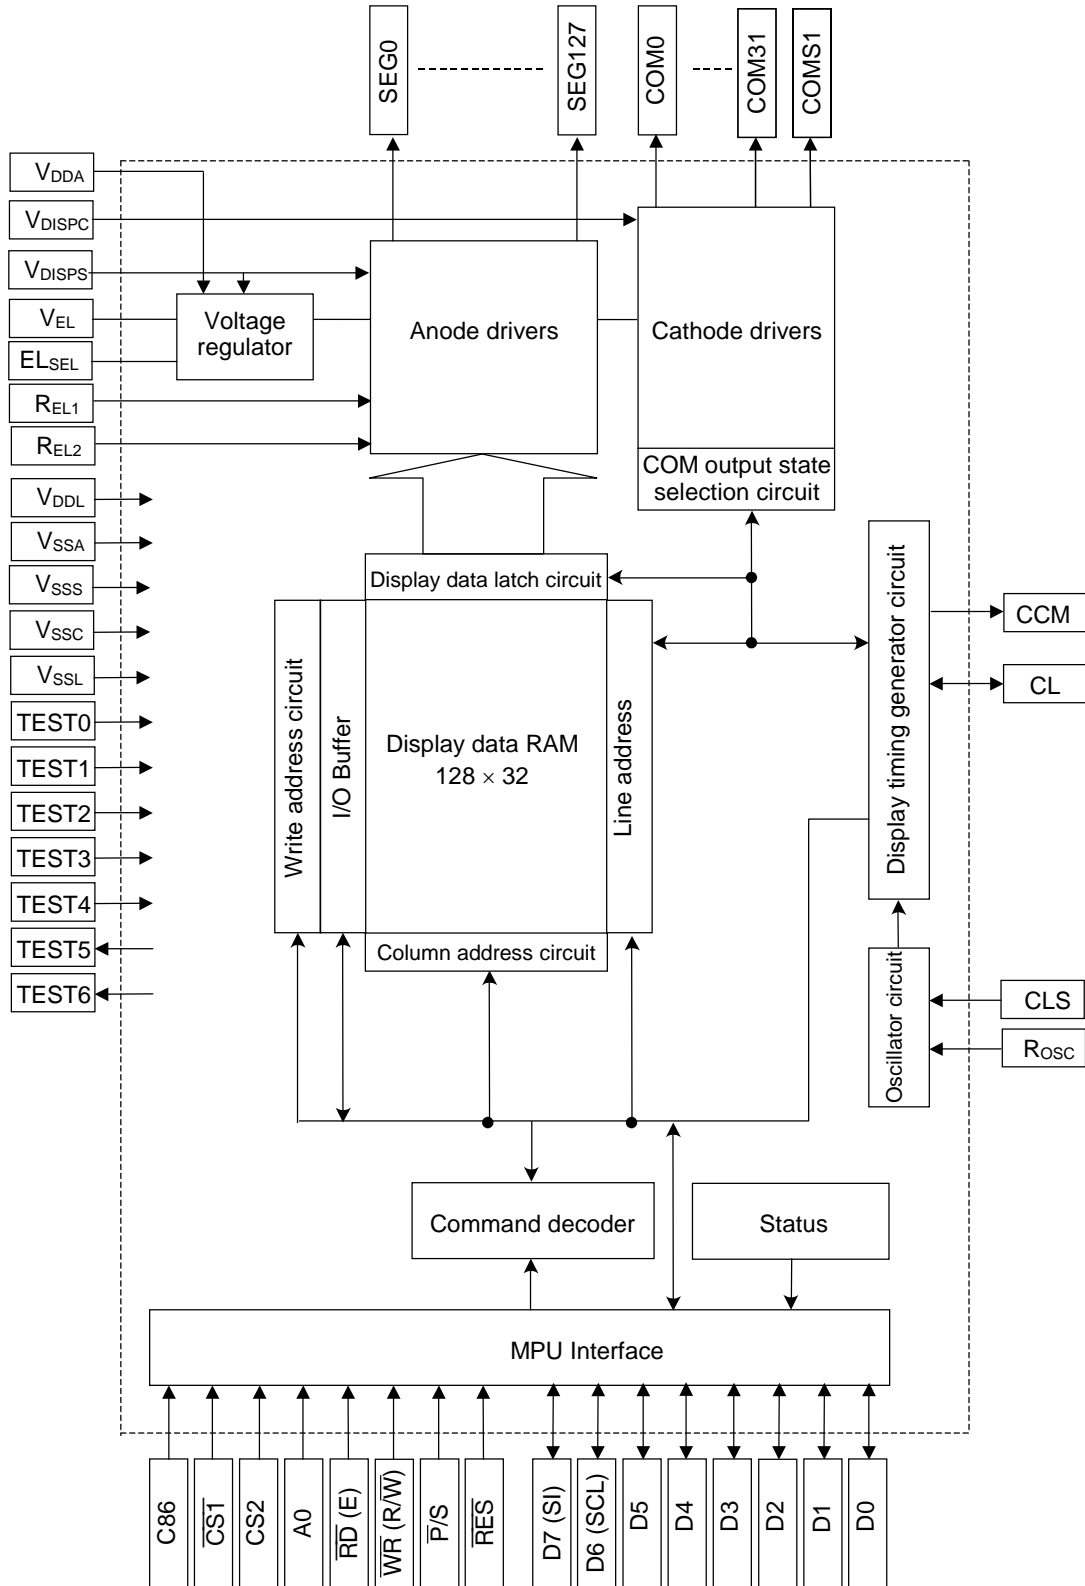 SEG0
SEG127
COM0
COM31
COMS1
VDDA
VDISPC
VDISPS
VEL
ELSEL
REL1
REL2
VDDL
VSSA
VSSS
VSSC
VSSL
TEST0
TEST1
TEST2
TEST3
TEST4
TEST5
TEST6
Voltage
regulator
Anode drivers
Cathode drivers
COM output state
selection circuit
Display data latch circuit
Write address circuit
I/O Buffer
Display data RAM
128 × 32
Line address
Column address circuit
Display timing generator circuit
Oscillator circuit
CCM
CL
CLS
ROSC
Command decoder
Status
MPU Interface
C86
C̅S̅1̅
CS2
A0
R̅D̅ (E)
W̅R̅ (R/W̅)
P̅/S
R̅E̅S̅
D7 (SI)
D6 (SCL)
D5
D4
D3
D2
D1
D0